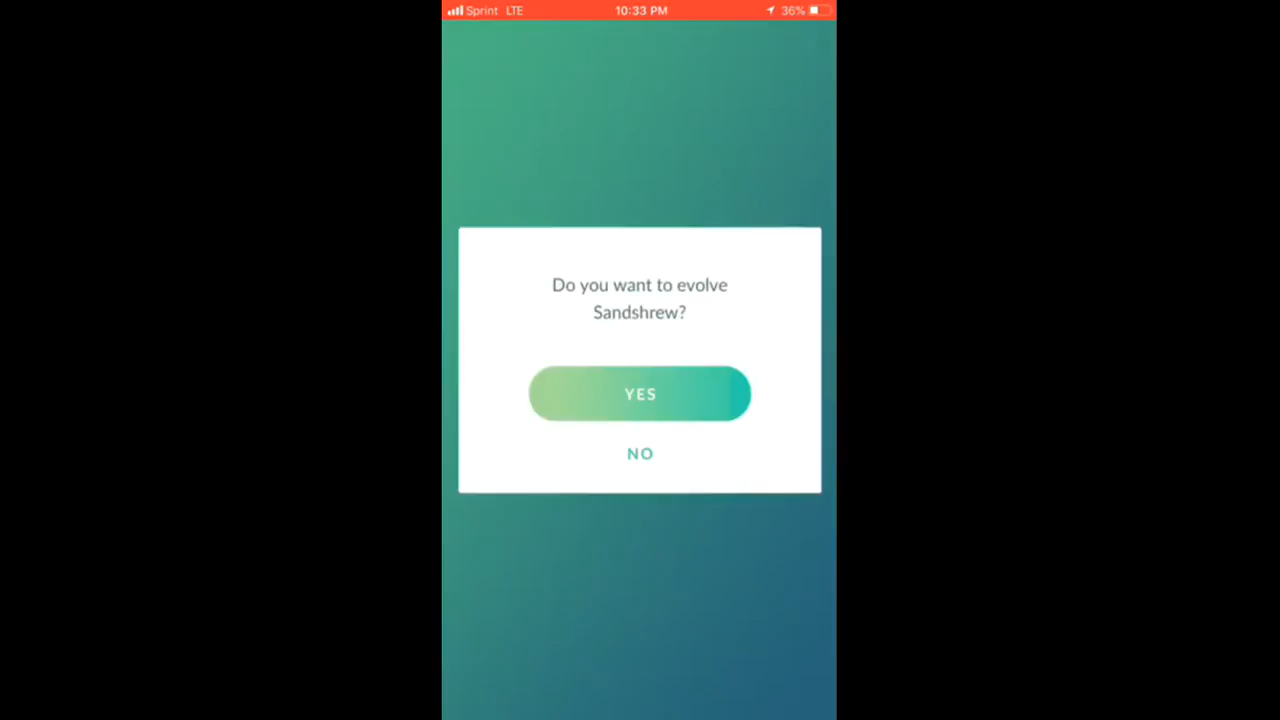 Sprint LTE 10:33 PM 36%
Do you want to evolve
Sandshrew?
YES
NO